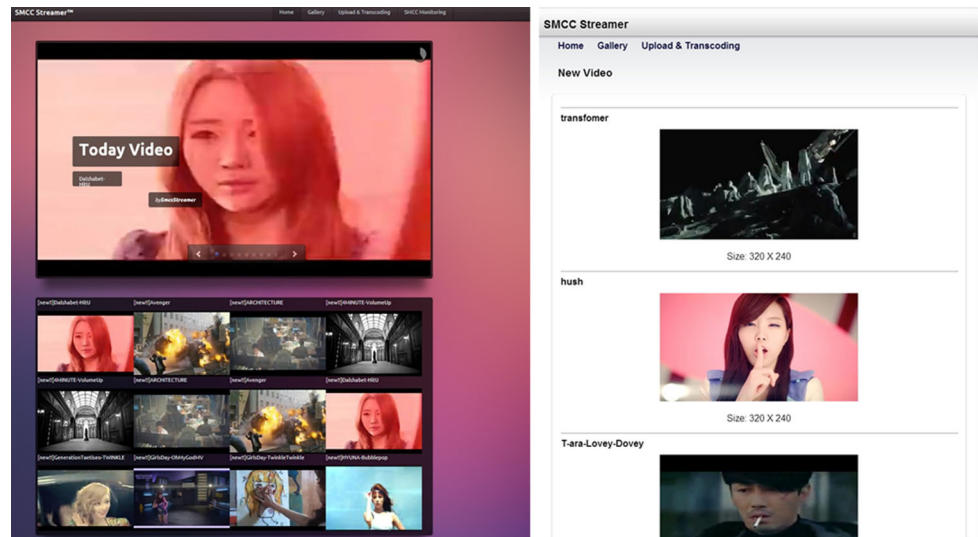 SMCC Streamer™
Home Gallery Upload & Transcoding SMCC Monitoring
Today Video
Dalshabet-
HRU
bySmccStreamer
[new!!]Dalshabet-HRU [new!!]Avenger [new!!]ARCHITECTURE [new!!]4MINUTE-VolumeUp
[new!!]4MINUTE-VolumeUp [new!!]ARCHITECTURE [new!!]Avenger [new!!]Dalshabet-HRU
[new!!]GenerationTaetiseo-TWINKLE [new!!]GirlsDay-OhMyGodMV [new!!]GirlsDay-TwinkleTwinkle [new!!]HYUNA-Bubblepop
SMCC Streamer
Home Gallery Upload & Transcoding
New Video
transfomer
Size: 320 X 240
hush
Size: 320 X 240
T-ara-Lovey-Dovey